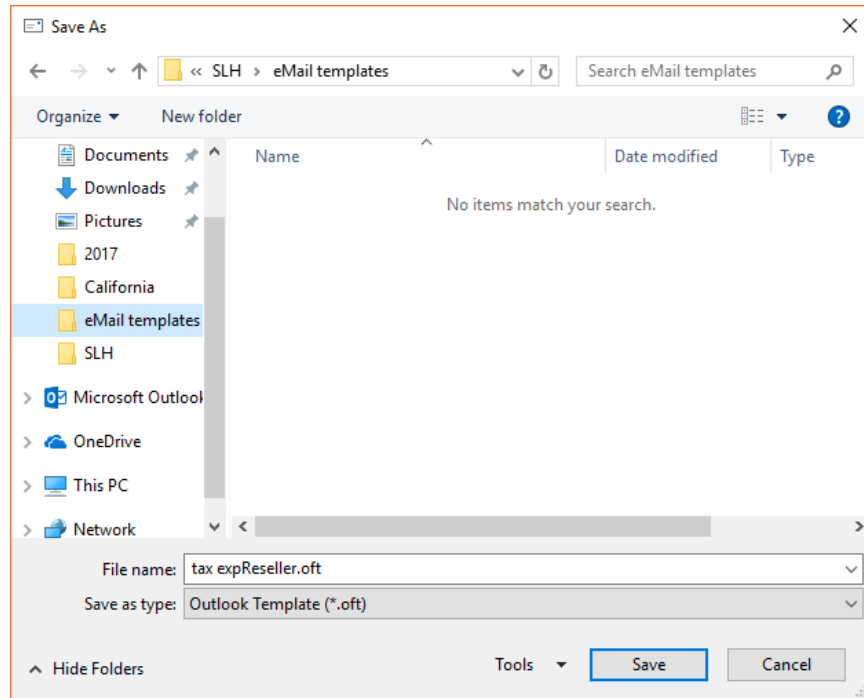 Save As
« SLH > eMail templates
Search eMail templates
Organize
New folder
?
Documents
Downloads
Pictures
2017
California
eMail templates
SLH
Microsoft Outlook
OneDrive
This PC
Network
Name
Date modified
Type
No items match your search.
File name: tax expReseller.oft
Save as type: Outlook Template (*.oft)
Hide Folders
Tools
Save
Cancel